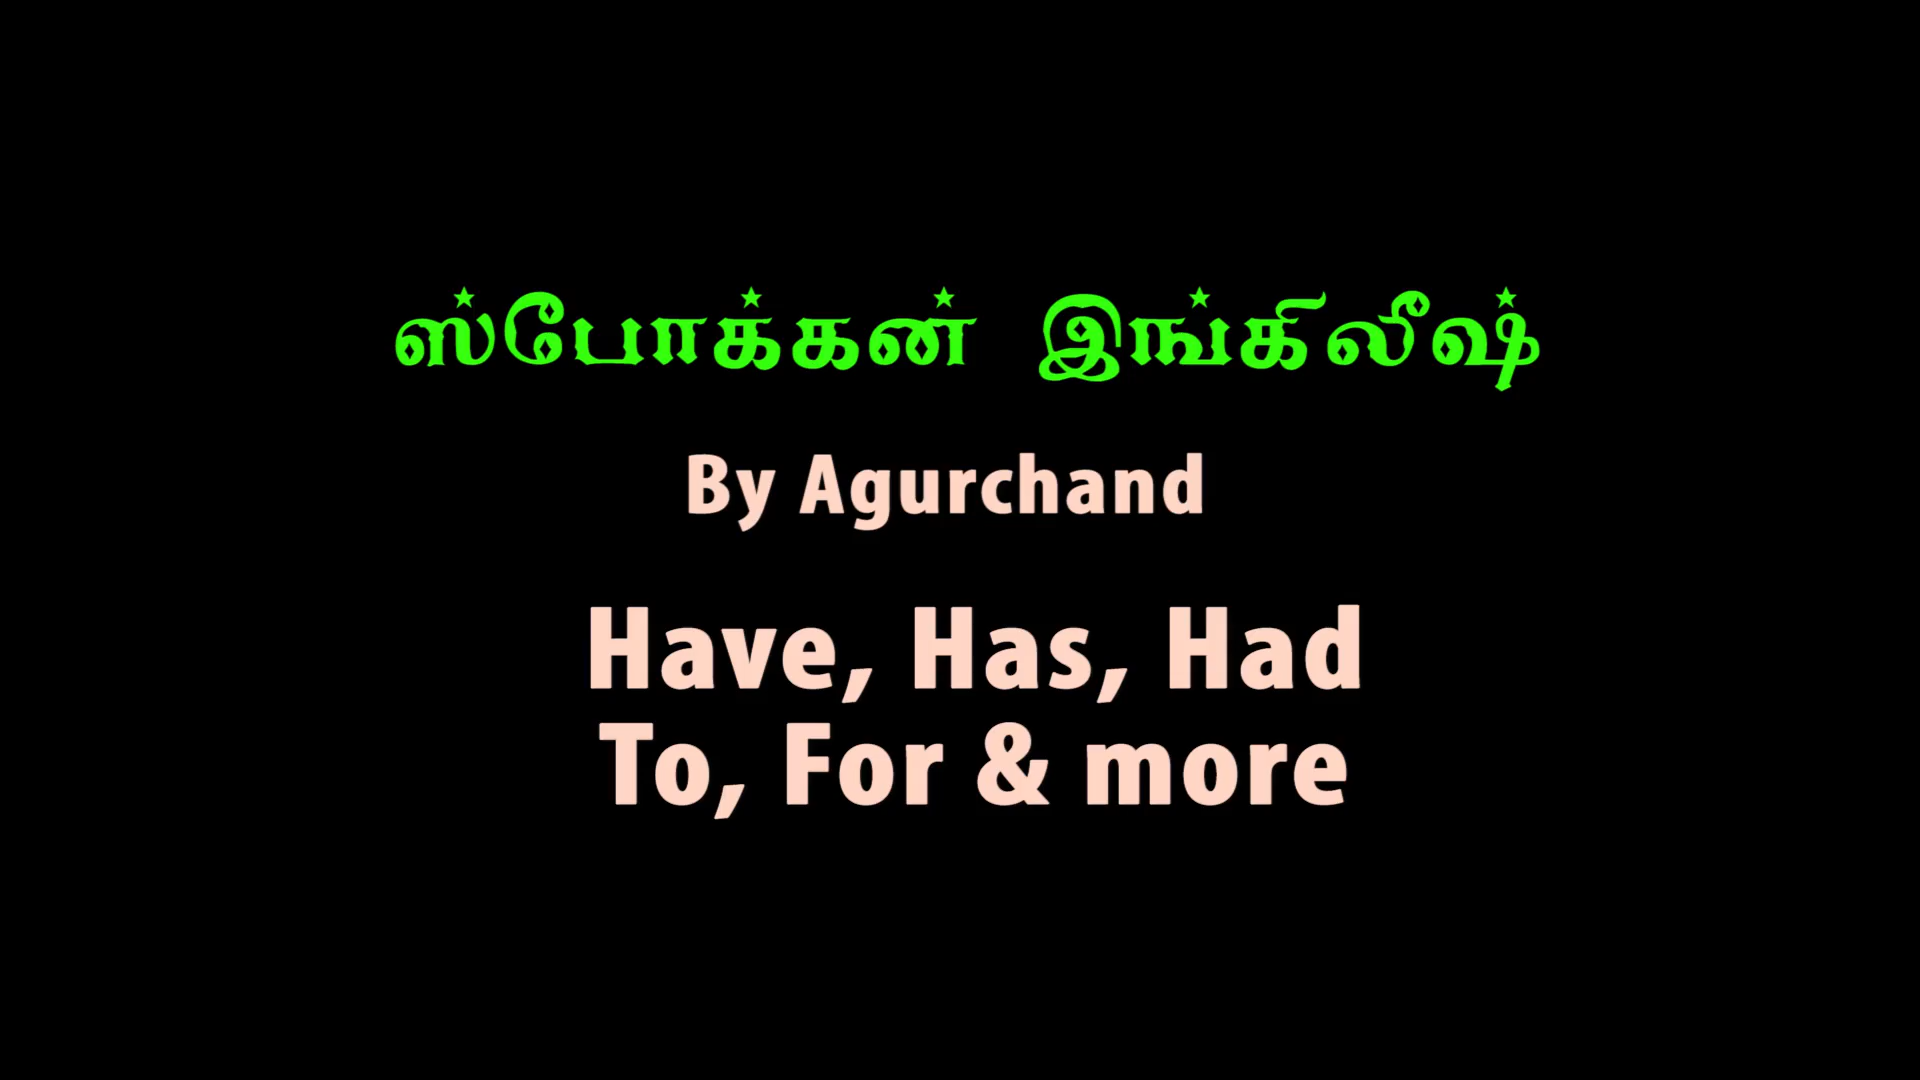 ஸ்போக்கன் இங்கிலீஷ்
By Agurchand
Have, Has, Had
To, For & more